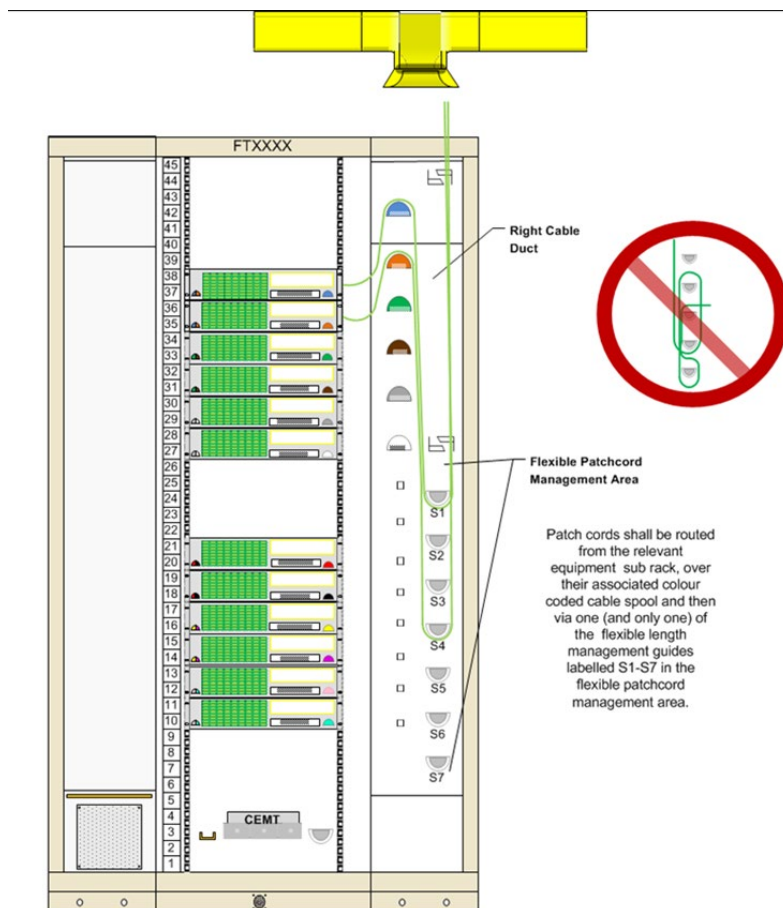 FTXXXX
45
44
43
42
41
40
39
38
37
36
35
34
33
32
31
30
29
28
27
26
25
24
23
22
21
20
19
18
17
16
15
14
13
12
11
10
9
8
7
6
5
4
3
2
1
CEMT
Right Cable
Duct
Flexible Patchcord
Management Area
S1
S2
S3
S4
S5
S6
S7
Patch cords shall be routed
from the relevant
equipment sub rack, over
their associated colour
coded cable spool and then
via one (and only one) of
the flexible length
management guides
labelled S1-S7 in the
flexible patchcord
management area.